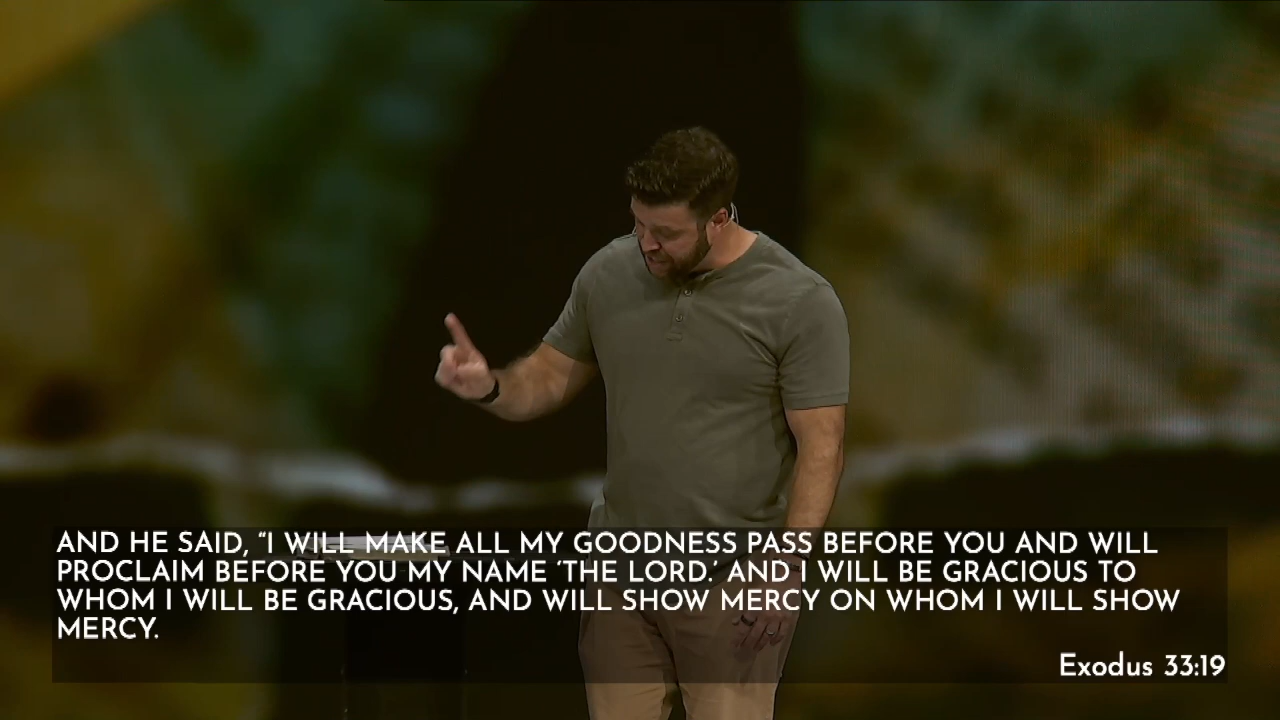 AND HE SAID, “I WILL MAKE ALL MY GOODNESS PASS BEFORE YOU AND WILL
PROCLAIM BEFORE YOU MY NAME ‘THE LORD.’ AND I WILL BE GRACIOUS TO
WHOM I WILL BE GRACIOUS, AND WILL SHOW MERCY ON WHOM I WILL SHOW
MERCY.
Exodus 33:19